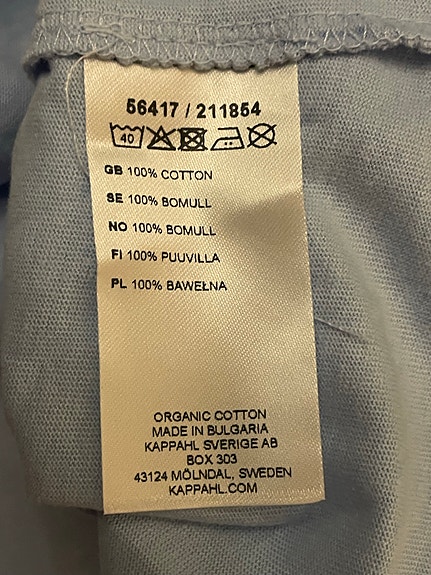 56417 / 211854
40
GB 100% COTTON
SE 100% BOMULL
NO 100% BOMULL
FI 100% PUUVILLA
PL 100% BAWEŁNA
ORGANIC COTTON
MADE IN BULGARIA
KAPPAHL SVERIGE AB
BOX 303
43124 MÖLNDAL, SWEDEN
KAPPAHL.COM